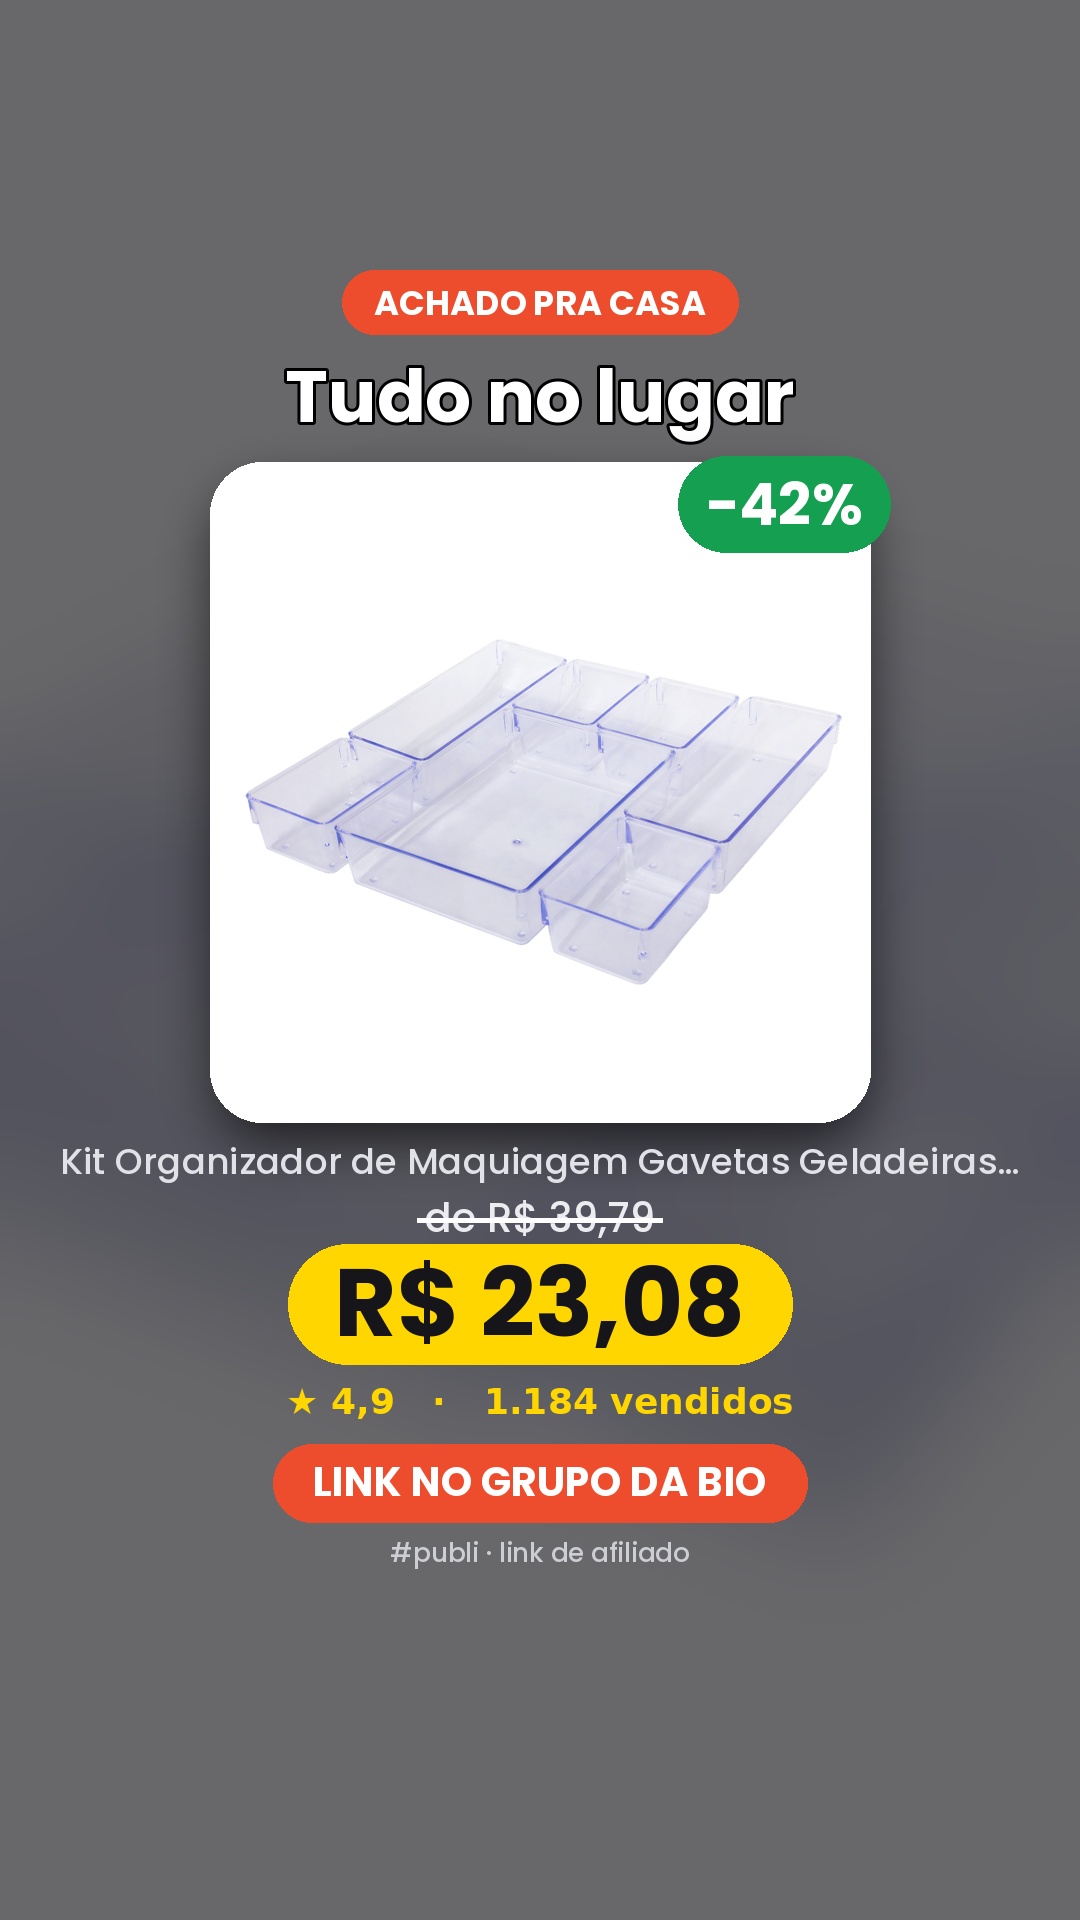 ACHADO PRA CASA
Tudo no lugar
-42%
Kit Organizador de Maquiagem Gavetas Geladeiras...
de R$ 39,79
R$ 23,08
★ 4,9 · 1.184 vendidos
LINK NO GRUPO DA BIO
#publi · link de afiliado